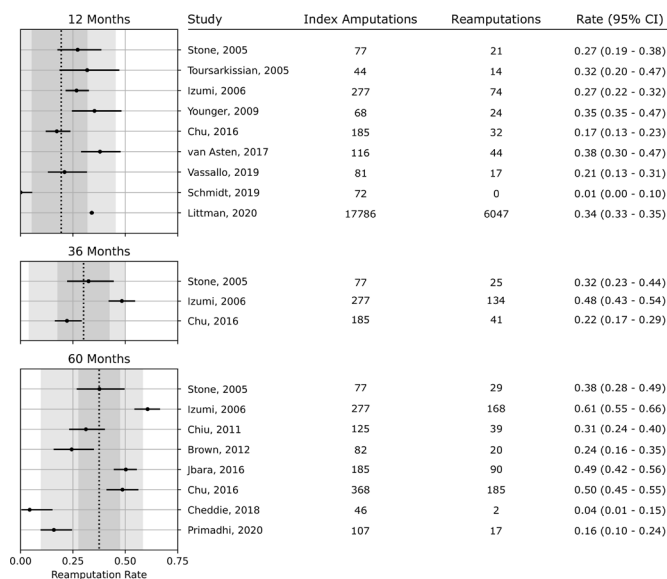 12 Months Study Index Amputations Reamputations Rate (95% CI)
Stone, 2005 77 21 0.27 (0.19 - 0.38)
Toursarkissian, 2005 44 14 0.32 (0.20 - 0.47)
Izumi, 2006 277 74 0.27 (0.22 - 0.32)
Younger, 2009 68 24 0.35 (0.35 - 0.47)
Chu, 2016 185 32 0.17 (0.13 - 0.23)
van Asten, 2017 116 44 0.38 (0.30 - 0.47)
Vassallo, 2019 81 17 0.21 (0.13 - 0.31)
Schmidt, 2019 72 0 0.01 (0.00 - 0.10)
Littman, 2020 17786 6047 0.34 (0.33 - 0.35)
36 Months
Stone, 2005 77 25 0.32 (0.23 - 0.44)
Izumi, 2006 277 134 0.48 (0.43 - 0.54)
Chu, 2016 185 41 0.22 (0.17 - 0.29)
60 Months
Stone, 2005 77 29 0.38 (0.28 - 0.49)
Izumi, 2006 277 168 0.61 (0.55 - 0.66)
Chiu, 2011 125 39 0.31 (0.24 - 0.40)
Brown, 2012 82 20 0.24 (0.16 - 0.35)
Jbara, 2016 185 90 0.49 (0.42 - 0.56)
Chu, 2016 368 185 0.50 (0.45 - 0.55)
Cheddie, 2018 46 2 0.04 (0.01 - 0.15)
Primadhi, 2020 107 17 0.16 (0.10 - 0.24)
0.00 0.25 0.50 0.75
Reamputation Rate